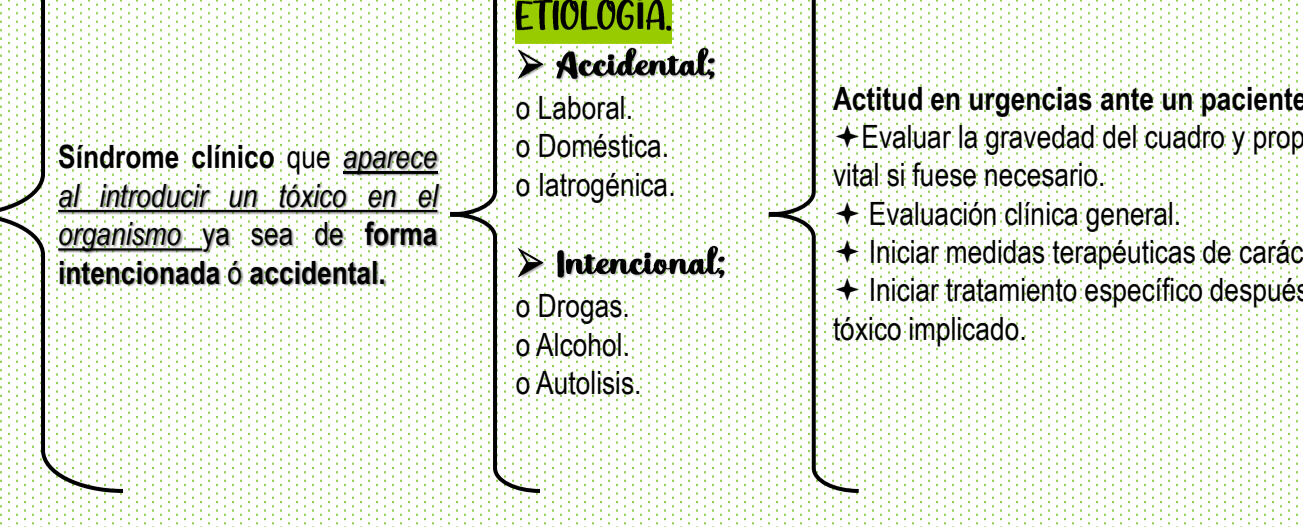 Síndrome clínico que aparece
al introducir un tóxico en el
organismo ya sea de forma
intencionada ó accidental.
ETIOLOGÍA.
➢ Accidental;
o Laboral.
o Doméstica.
o Iatrogénica.
➢ Intencional;
o Drogas.
o Alcohol.
o Autolisis.
Actitud en urgencias ante un paciente
✦Evaluar la gravedad del cuadro y prop
vital si fuese necesario.
✦ Evaluación clínica general.
✦ Iniciar medidas terapéuticas de carác
✦ Iniciar tratamiento específico después
tóxico implicado.